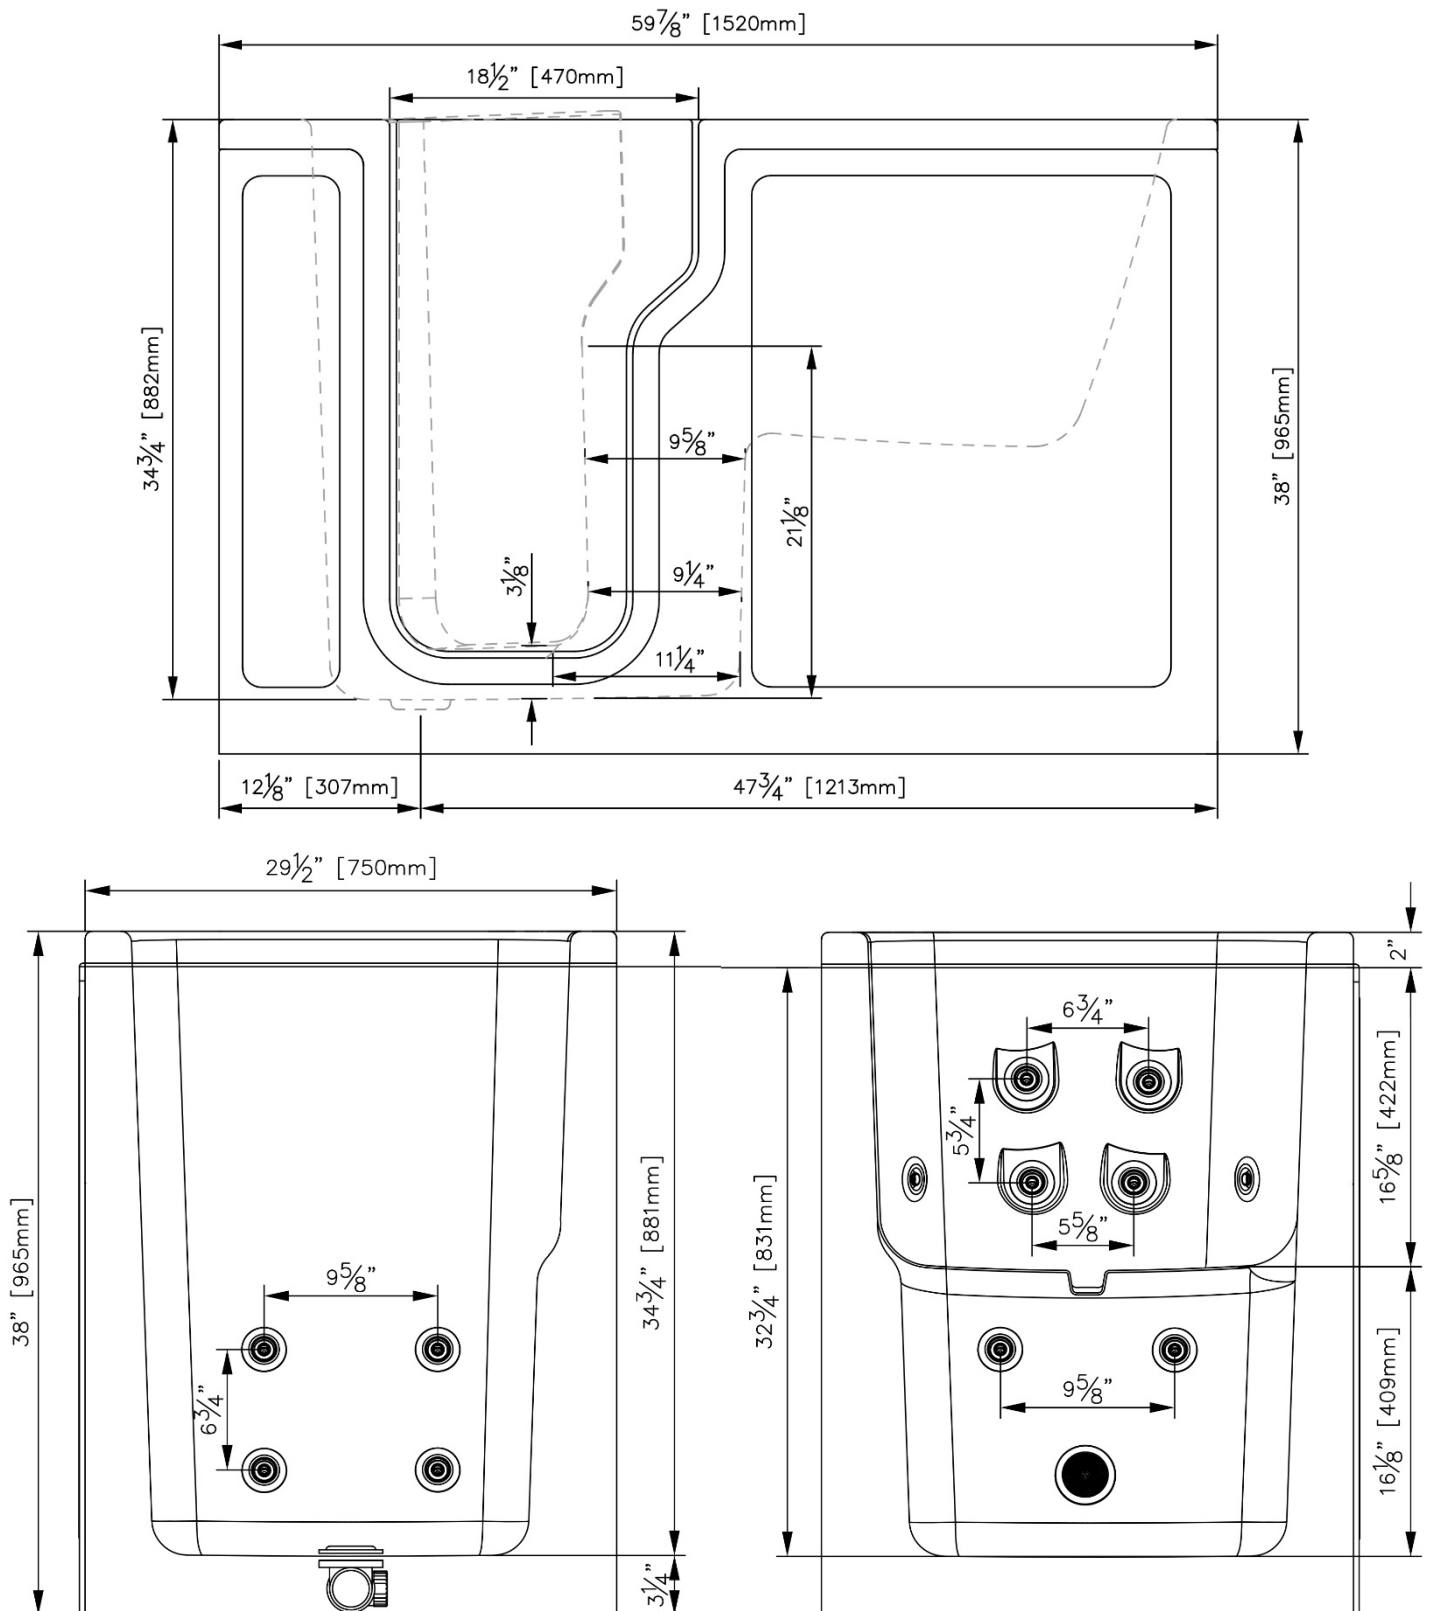 59⅞” [1520mm]
18½” [470mm]
34¾” [882mm]
38” [965mm]
9⅝”
21⅛”
3⅛”
9¼”
11¼”
12⅛” [307mm]
47¾” [1213mm]
29½” [750mm]
2”
6¾”
5¾”
16⅝” [422mm]
38” [965mm]
34¾” [881mm]
32¾” [831mm]
5⅝”
9⅝”
6¾”
9⅝”
16⅛” [409mm]
3¼”